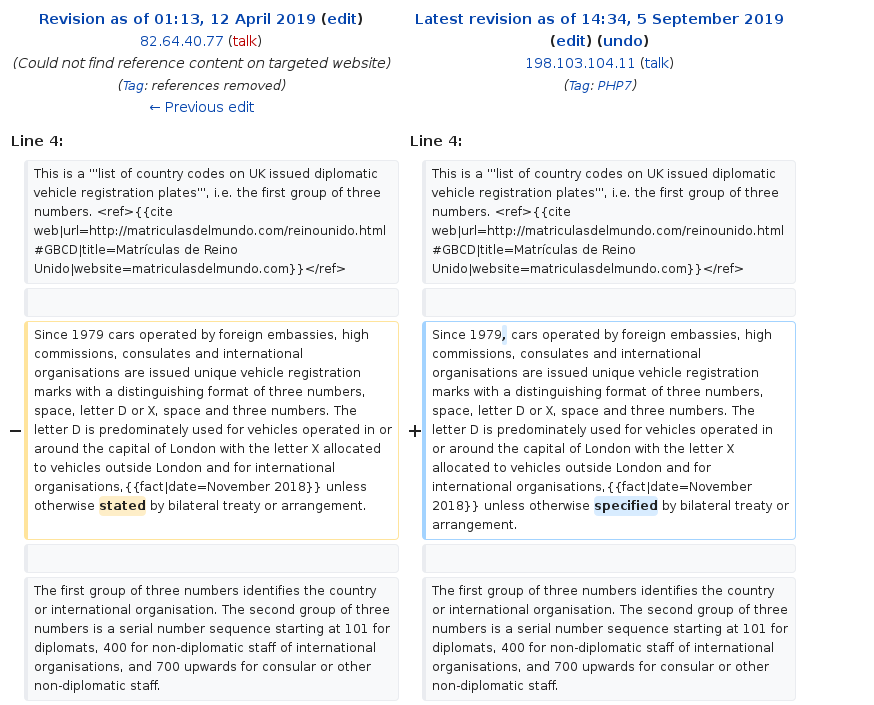 Revision as of 01:13, 12 April 2019 (edit)
82.64.40.77 (talk)
(Could not find reference content on targeted website)
(Tag: references removed)
← Previous edit
Latest revision as of 14:34, 5 September 2019
(edit) (undo)
198.103.104.11 (talk)
(Tag: PHP7)
Line 4:
Line 4:
This is a '''list of country codes on UK issued diplomatic
vehicle registration plates''', i.e. the first group of three
numbers. <ref>{{cite
web|url=http://matriculasdelmundo.com/reinounido.html
#GBCD|title=Matrículas de Reino
Unido|website=matriculasdelmundo.com}}</ref>
This is a '''list of country codes on UK issued diplomatic
vehicle registration plates''', i.e. the first group of three
numbers. <ref>{{cite
web|url=http://matriculasdelmundo.com/reinounido.html
#GBCD|title=Matrículas de Reino
Unido|website=matriculasdelmundo.com}}</ref>
−
Since 1979 cars operated by foreign embassies, high
commissions, consulates and international
organisations are issued unique vehicle registration
marks with a distinguishing format of three numbers,
space, letter D or X, space and three numbers. The
letter D is predominately used for vehicles operated in or
around the capital of London with the letter X allocated
to vehicles outside London and for international
organisations,{{fact|date=November 2018}} unless
otherwise stated by bilateral treaty or arrangement.
+
Since 1979, cars operated by foreign embassies, high
commissions, consulates and international
organisations are issued unique vehicle registration
marks with a distinguishing format of three numbers,
space, letter D or X, space and three numbers. The
letter D is predominately used for vehicles operated in
or around the capital of London with the letter X
allocated to vehicles outside London and for
international organisations,{{fact|date=November
2018}} unless otherwise specified by bilateral treaty or
arrangement.
The first group of three numbers identifies the country
or international organisation. The second group of three
numbers is a serial number sequence starting at 101 for
diplomats, 400 for non-diplomatic staff of international
organisations, and 700 upwards for consular or other
non-diplomatic staff.
The first group of three numbers identifies the country
or international organisation. The second group of three
numbers is a serial number sequence starting at 101 for
diplomats, 400 for non-diplomatic staff of international
organisations, and 700 upwards for consular or other
non-diplomatic staff.